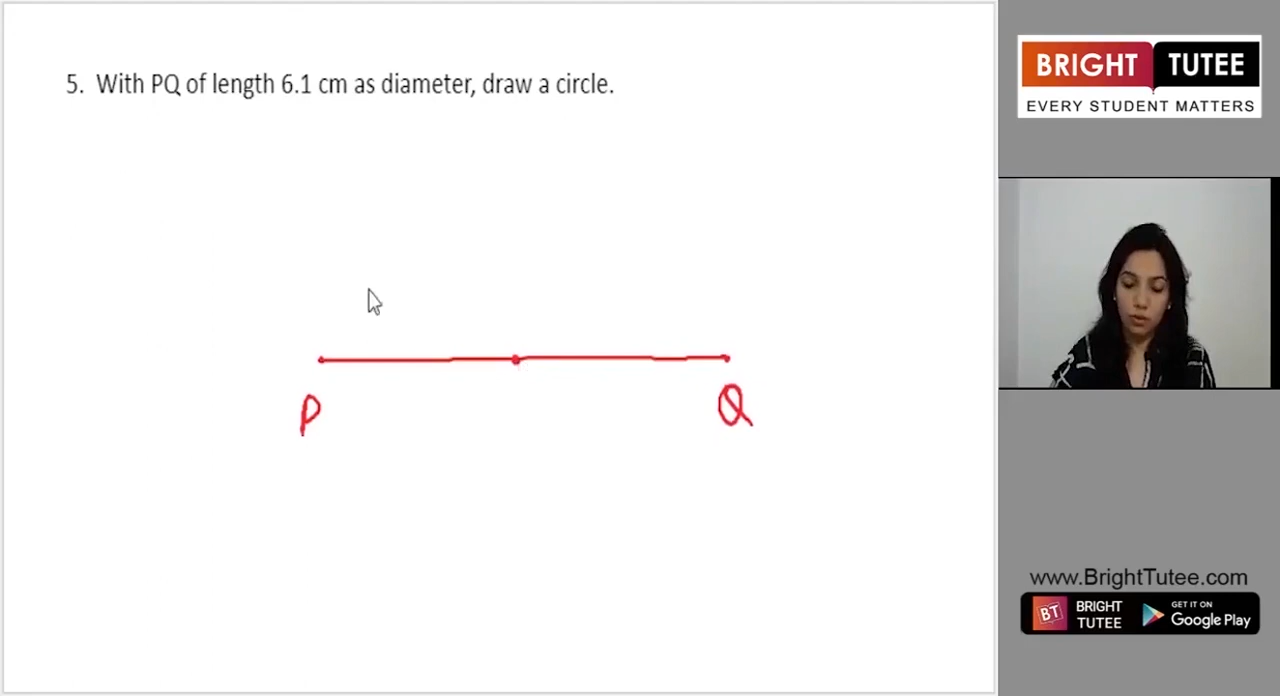 5. With PQ of length 6.1 cm as diameter, draw a circle.
P
Q
BRIGHT TUTEE
EVERY STUDENT MATTERS
www.BrightTutee.com
BT
BRIGHT
TUTEE
GET IT ON
Google Play